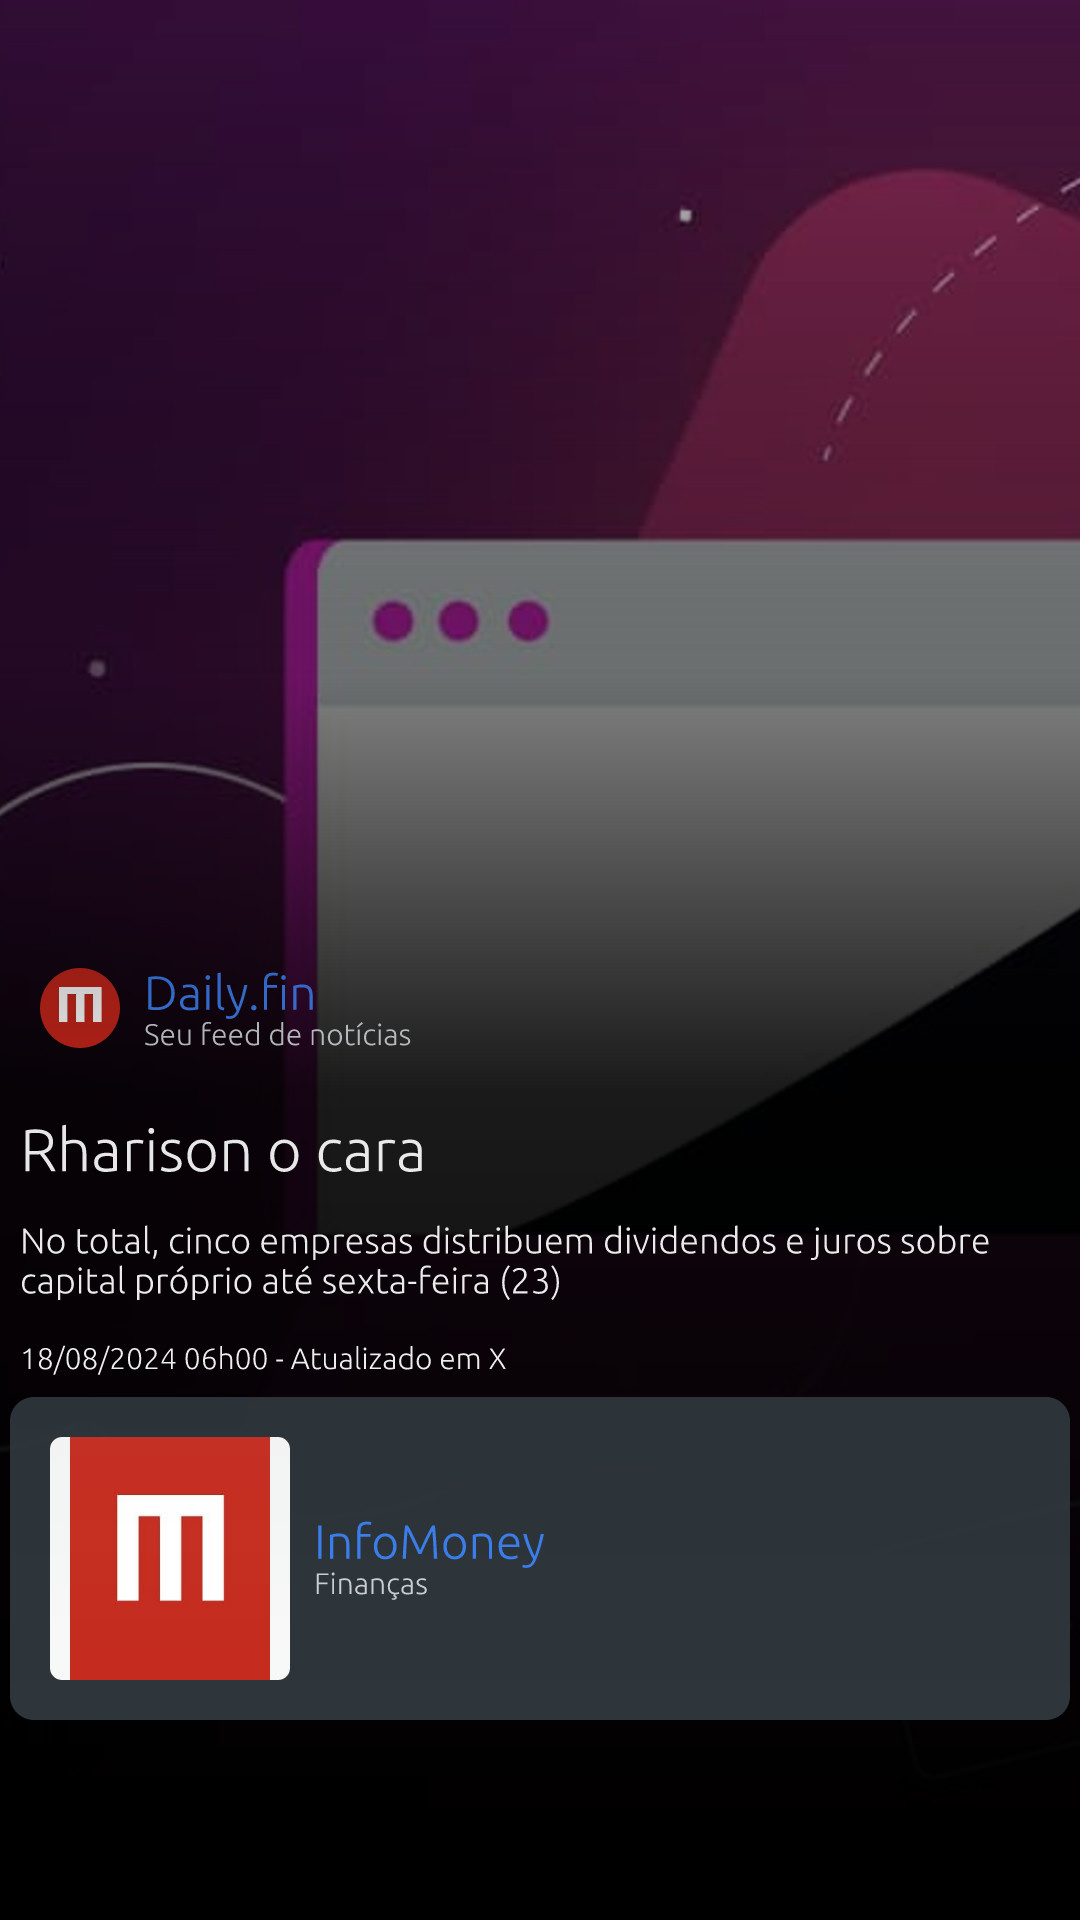 Daily.fin
Seu feed de notícias
Rharison o cara
No total, cinco empresas distribuem dividendos e juros sobre
capital próprio até sexta-feira (23)
18/08/2024 06h00 - Atualizado em X
InfoMoney
Finanças